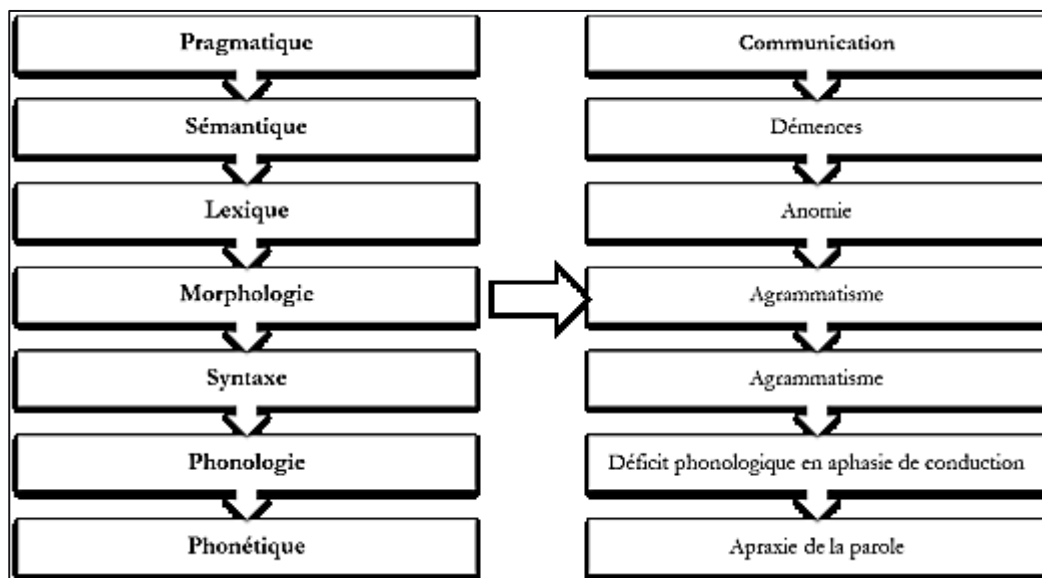 Pragmatique
Communication
Sémantique
Démences
Lexique
Anomie
Morphologie
Agrammatisme
Syntaxe
Agrammatisme
Phonologie
Déficit phonologique en aphasie de conduction
Phonétique
Apraxie de la parole